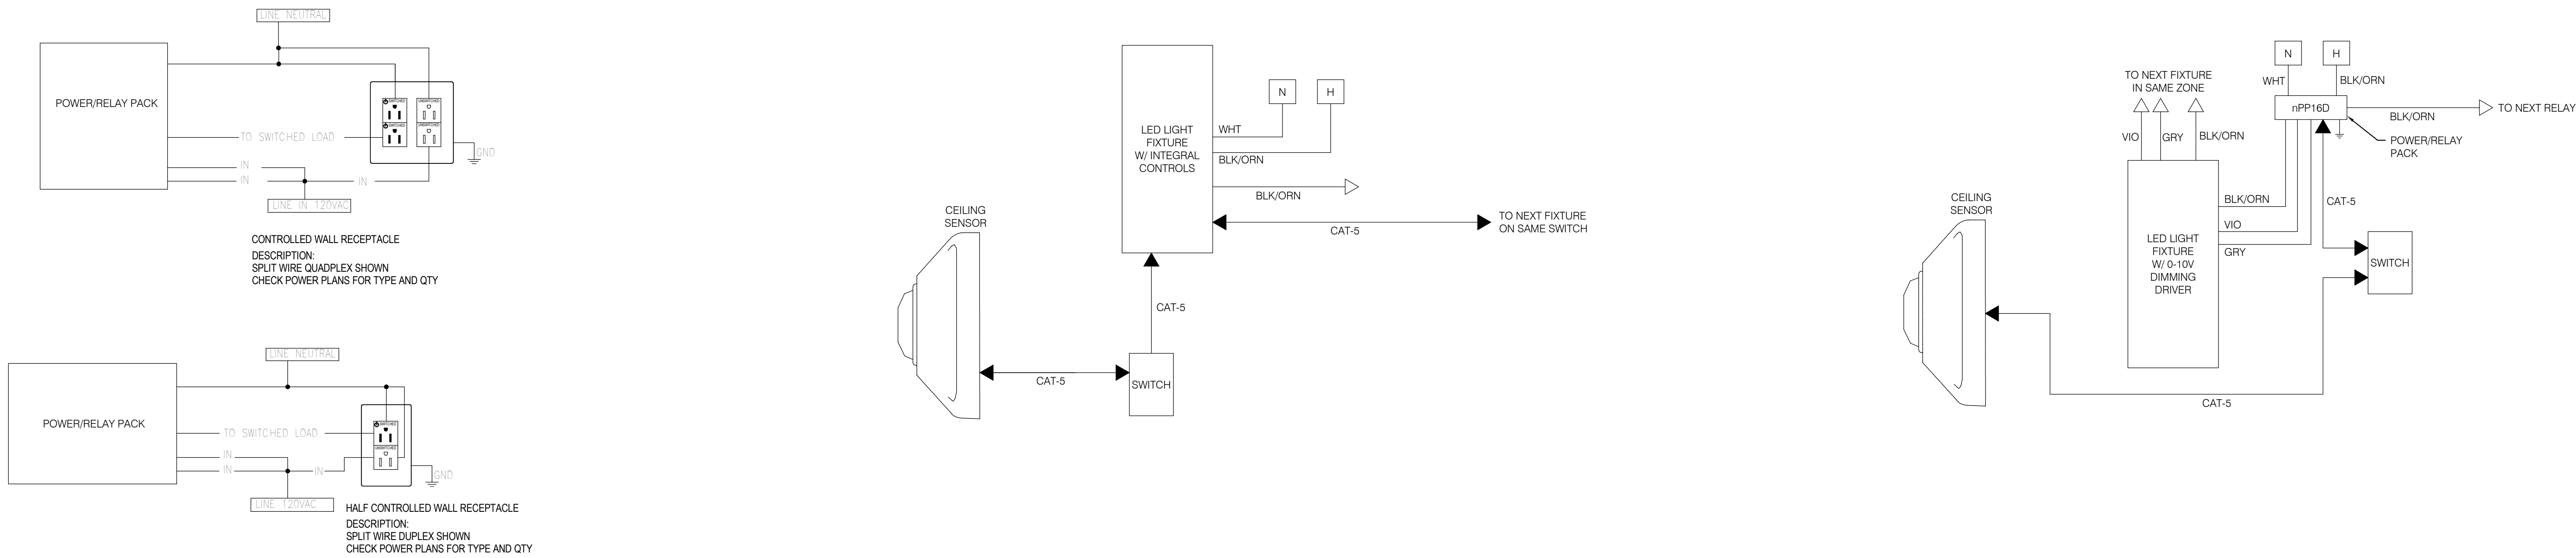 LINE NEUTRAL
POWER/RELAY PACK
SWITCHED
UNSWITCHED
SWITCHED
UNSWITCHED
TO SWITCHED LOAD
GND
IN
IN
IN
LINE IN 120VAC
CONTROLLED WALL RECEPTACLE
DESCRIPTION:
SPLIT WIRE QUADPLEX SHOWN
CHECK POWER PLANS FOR TYPE AND QTY
LINE NEUTRAL
POWER/RELAY PACK
SWITCHED
UNSWITCHED
TO SWITCHED LOAD
IN
IN
IN
GND
LINE 120VAC
HALF CONTROLLED WALL RECEPTACLE
DESCRIPTION:
SPLIT WIRE DUPLEX SHOWN
CHECK POWER PLANS FOR TYPE AND QTY
N
H
LED LIGHT
FIXTURE
W/ INTEGRAL
CONTROLS
WHT
BLK/ORN
BLK/ORN
CEILING
SENSOR
TO NEXT FIXTURE
ON SAME SWITCH
CAT-5
CAT-5
CAT-5
SWITCH
N
H
TO NEXT FIXTURE
IN SAME ZONE
WHT
BLK/ORN
nPP16D
TO NEXT RELAY
BLK/ORN
VIO
GRY
BLK/ORN
POWER/RELAY
PACK
CEILING
SENSOR
BLK/ORN
CAT-5
VIO
LED LIGHT
FIXTURE
W/ 0-10V
DIMMING
DRIVER
GRY
SWITCH
CAT-5